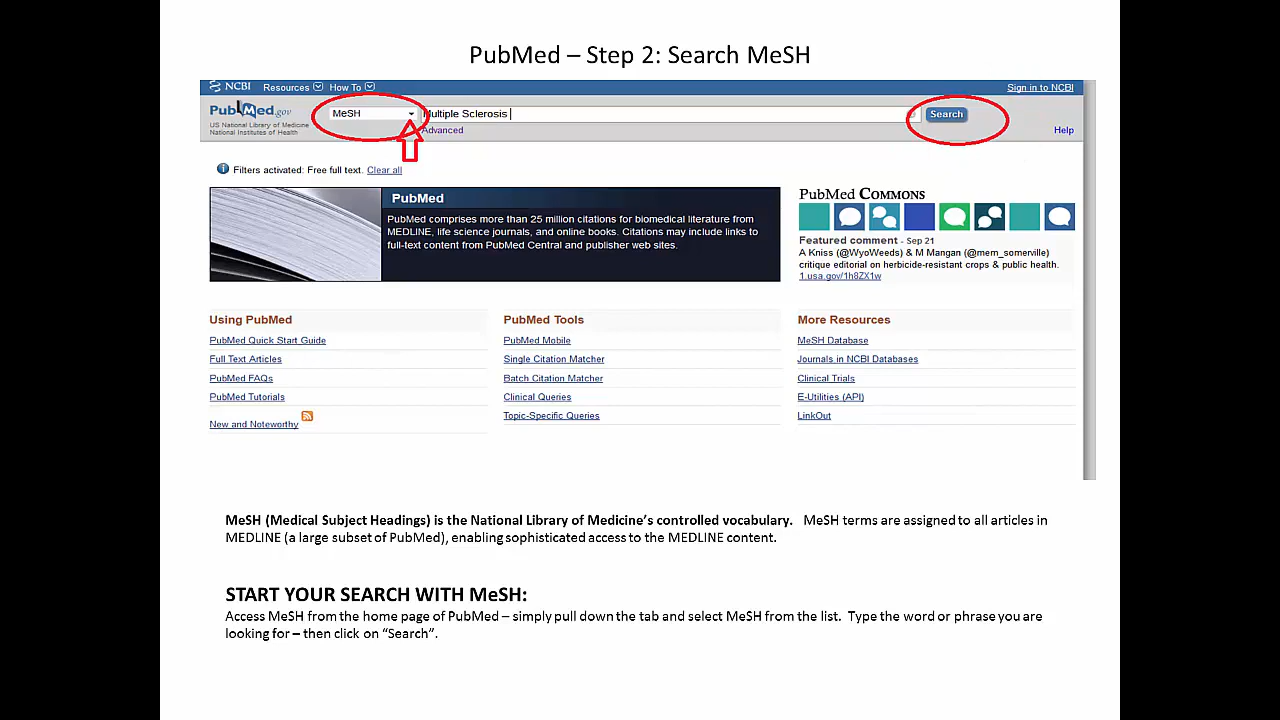 PubMed – Step 2: Search MeSH
NCBI Resources How To Sign in to NCBI
PubMed.gov
US National Library of Medicine
National Institutes of Health
MeSH
Multiple Sclerosis
Search
Advanced
Help
Filters activated: Free full text. Clear all
PubMed
PubMed comprises more than 25 million citations for biomedical literature from
MEDLINE, life science journals, and online books. Citations may include links to
full-text content from PubMed Central and publisher web sites.
PubMed COMMONS
Featured comment - Sep 21
A Kniss (@WyoWeeds) & M Mangan (@mem_somerville)
critique editorial on herbicide-resistant crops & public health.
1.usa.gov/1h8ZX1w
Using PubMed
PubMed Quick Start Guide
Full Text Articles
PubMed FAQs
PubMed Tutorials
New and Noteworthy
PubMed Tools
PubMed Mobile
Single Citation Matcher
Batch Citation Matcher
Clinical Queries
Topic-Specific Queries
More Resources
MeSH Database
Journals in NCBI Databases
Clinical Trials
E-Utilities (API)
LinkOut
MeSH (Medical Subject Headings) is the National Library of Medicine’s controlled vocabulary. MeSH terms are assigned to all articles in
MEDLINE (a large subset of PubMed), enabling sophisticated access to the MEDLINE content.
START YOUR SEARCH WITH MeSH:
Access MeSH from the home page of PubMed – simply pull down the tab and select MeSH from the list. Type the word or phrase you are
looking for – then click on “Search”.